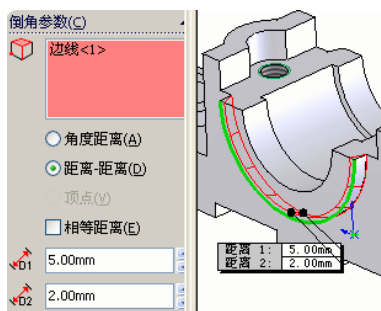 倒角参数(C)
边线<1>
角度距离(A)
距离-距离(D)
顶点(V)
相等距离(E)
D1 5.00mm
D2 2.00mm
距离 1: 5.00mm
距离 2: 2.00mm